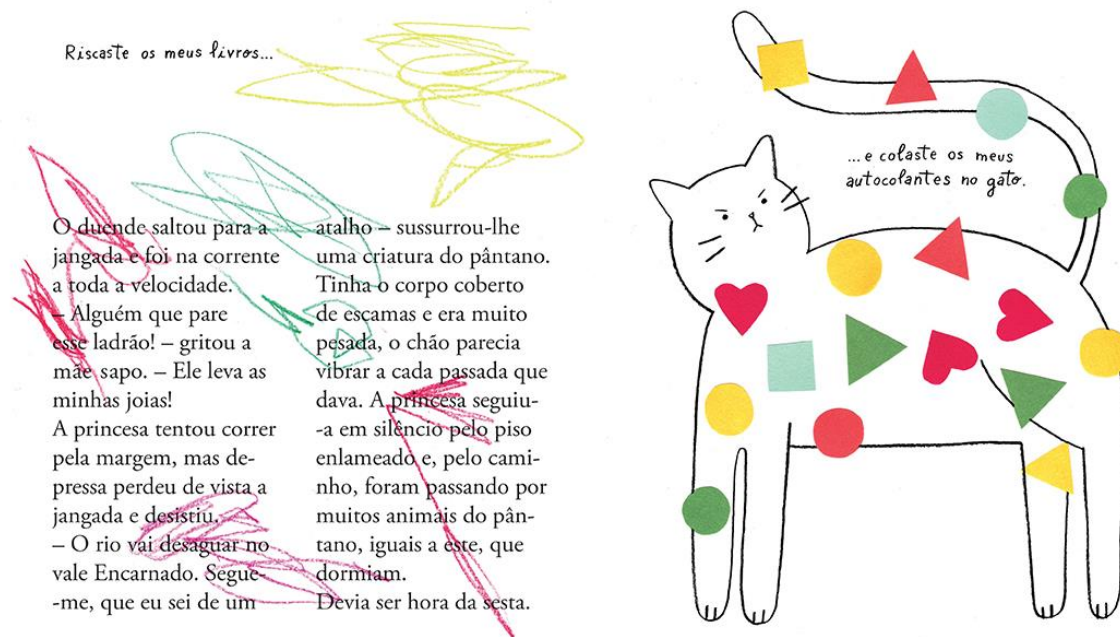 Riscaste os meus livros...
O duende saltou para a
jangada e foi na corrente
a toda a velocidade.
– Alguém que pare
esse ladrão! – gritou a
mãe sapo. – Ele leva as
minhas joias!
A princesa tentou correr
pela margem, mas de-
pressa perdeu de vista a
jangada e desistiu.
– O rio vai desaguar no
vale Encarnado. Segue-
-me, que eu sei de um
atalho – sussurrou-lhe
uma criatura do pântano.
Tinha o corpo coberto
de escamas e era muito
pesada, o chão parecia
vibrar a cada passada que
dava. A princesa seguiu-
-a em silêncio pelo piso
enlameado e, pelo cami-
nho, foram passando por
muitos animais do pân-
tano, iguais a este, que
dormiam.
Devia ser hora da sesta.
...e colaste os meus
autocolantes no gato.